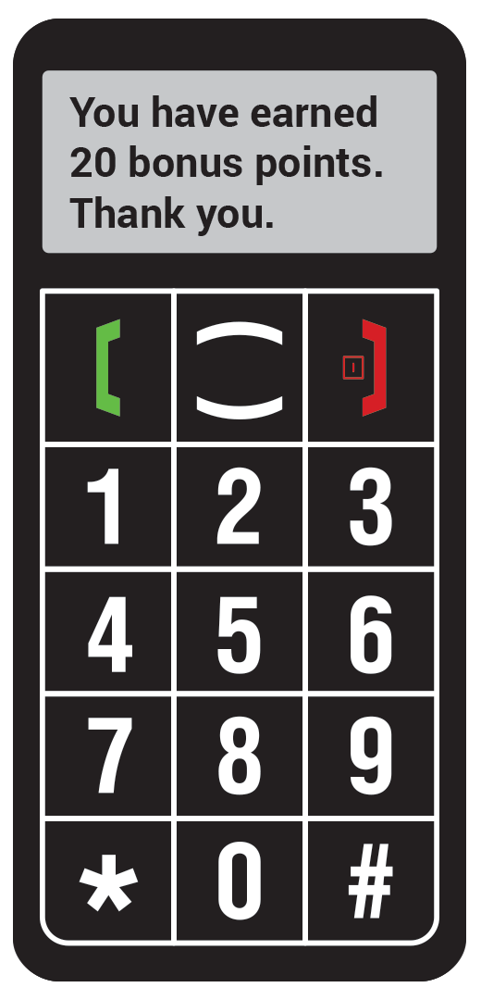 You have earned
20 bonus points.
Thank you.
1 2 3
4 5 6
7 8 9
* 0 #